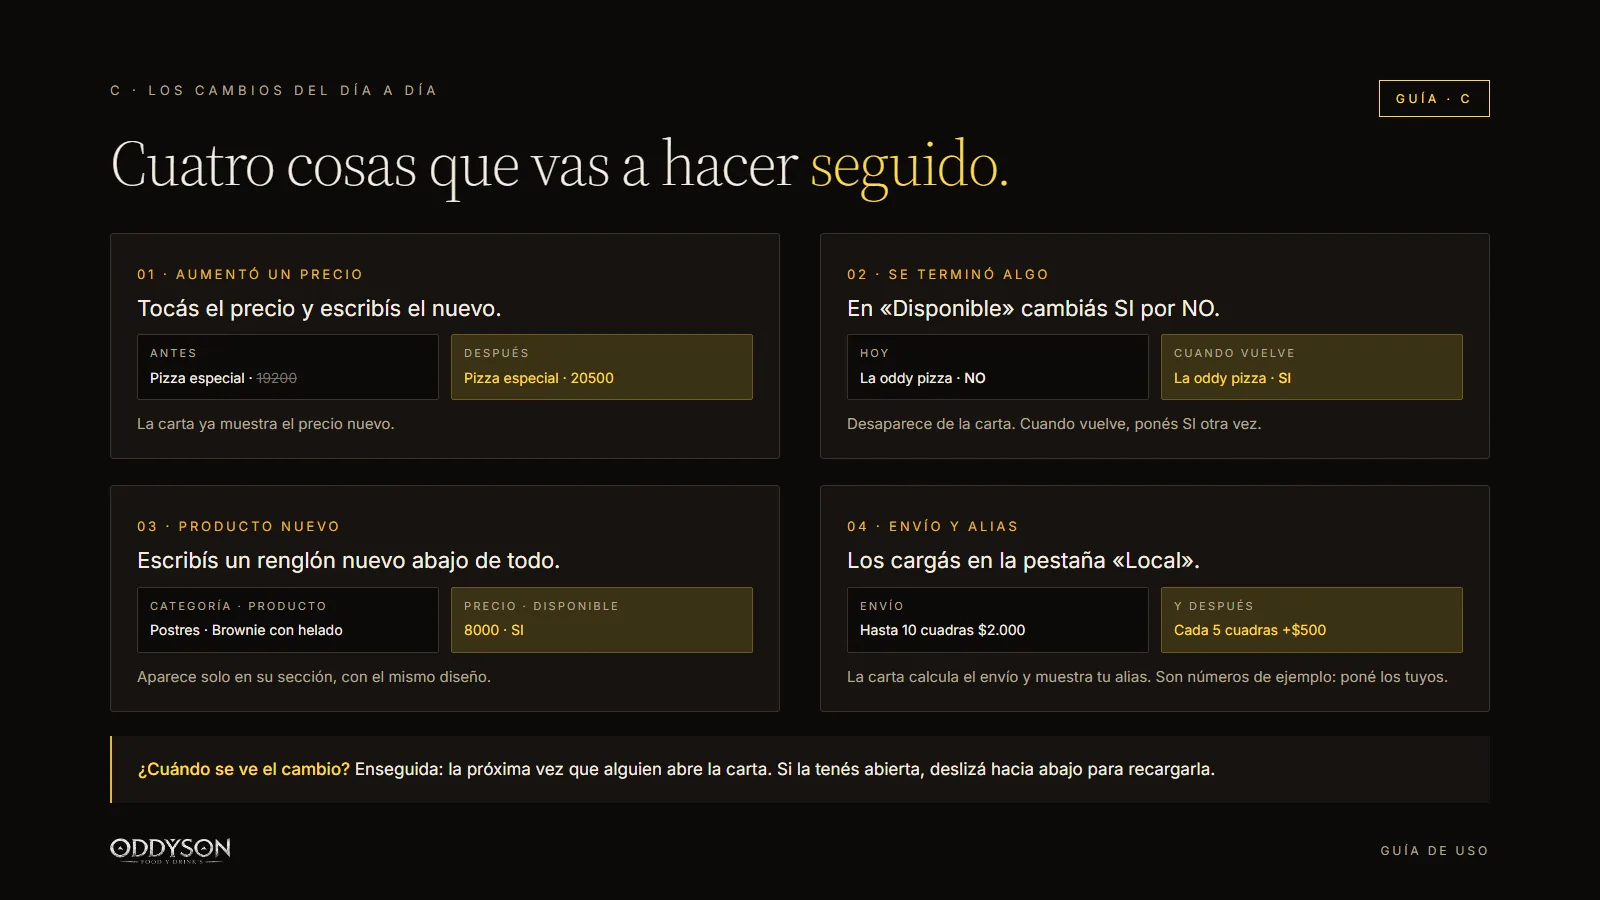 C · LOS CAMBIOS DEL DÍA A DÍA
GUÍA · C
Cuatro cosas que vas a hacer seguido.
01 · AUMENTÓ UN PRECIO
Tocás el precio y escribís el nuevo.
ANTES
Pizza especial · 19200
DESPUÉS
Pizza especial · 20500
La carta ya muestra el precio nuevo.
02 · SE TERMINÓ ALGO
En «Disponible» cambiás SI por NO.
HOY
La oddy pizza · NO
CUANDO VUELVE
La oddy pizza · SI
Desaparece de la carta. Cuando vuelve, ponés SI otra vez.
03 · PRODUCTO NUEVO
Escribís un renglón nuevo abajo de todo.
CATEGORÍA · PRODUCTO
Postres · Brownie con helado
PRECIO · DISPONIBLE
8000 · SI
Aparece solo en su sección, con el mismo diseño.
04 · ENVÍO Y ALIAS
Los cargás en la pestaña «Local».
ENVÍO
Hasta 10 cuadras $2.000
Y DESPUÉS
Cada 5 cuadras +$500
La carta calcula el envío y muestra tu alias. Son números de ejemplo: poné los tuyos.
¿Cuándo se ve el cambio? Enseguida: la próxima vez que alguien abre la carta. Si la tenés abierta, deslizá hacia abajo para recargarla.
ODDYSON
FOOD Y DRINK'S
GUÍA DE USO